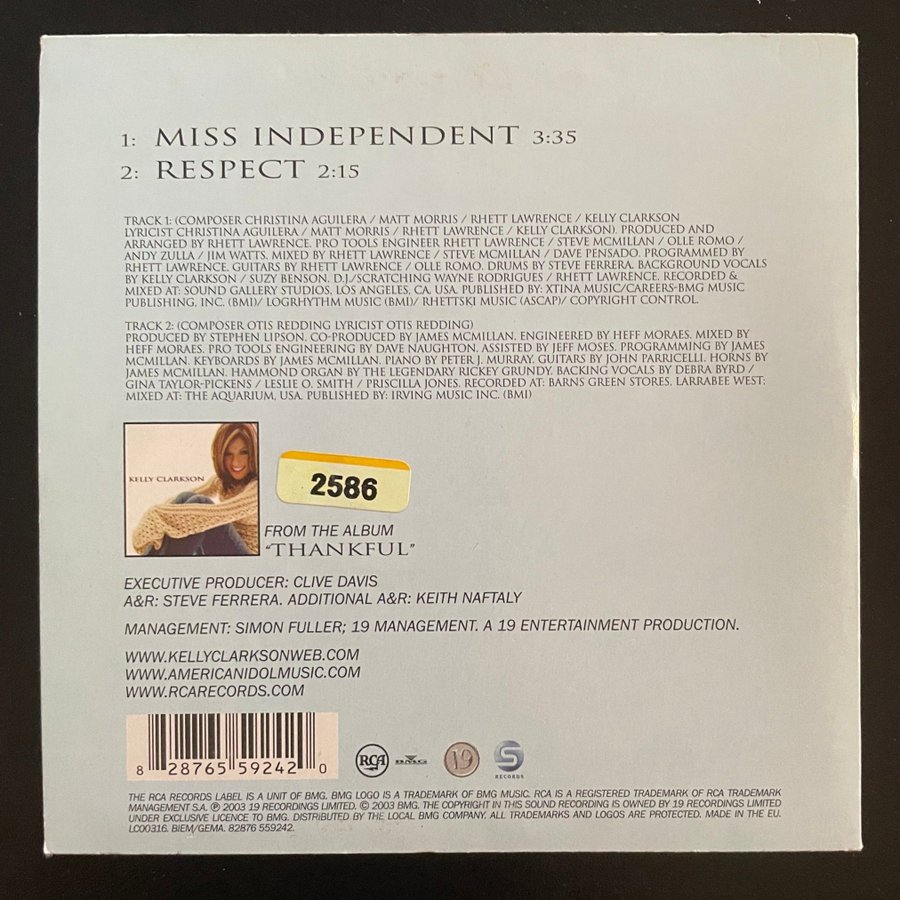 1: MISS INDEPENDENT 3:35
2: RESPECT 2:15
TRACK 1: (COMPOSER CHRISTINA AGUILERA / MATT MORRIS / RHETT LAWRENCE / KELLY CLARKSON
LYRICIST CHRISTINA AGUILERA / MATT MORRIS / RHETT LAWRENCE / KELLY CLARKSON). PRODUCED AND
ARRANGED BY RHETT LAWRENCE. PRO TOOLS ENGINEER RHETT LAWRENCE / STEVE MCMILLAN / OLLE ROMO /
ANDY ZULLA / JIM WATTS. MIXED BY RHETT LAWRENCE / STEVE MCMILLAN / DAVE PENSADO. PROGRAMMED BY
RHETT LAWRENCE. GUITARS BY RHETT LAWRENCE / OLLE ROMO. DRUMS BY STEVE FERRERA. BACKGROUND VOCALS
BY KELLY CLARKSON / SUZY BENSON. D.J./SCRATCHING WAYNE RODRIGUES / RHETT LAWRENCE. RECORDED &
MIXED AT: SOUND GALLERY STUDIOS, LOS ANGELES, CA. USA. PUBLISHED BY: XTINA MUSIC/CAREERS-BMG MUSIC
PUBLISHING, INC. (BMI)/ LOGRHYTHM MUSIC (BMI)/ RHETTSKI MUSIC (ASCAP)/ COPYRIGHT CONTROL.
TRACK 2: (COMPOSER OTIS REDDING LYRICIST OTIS REDDING)
PRODUCED BY STEPHEN LIPSON. CO-PRODUCED BY JAMES MCMILLAN. ENGINEERED BY HEFF MORAES. MIXED BY
HEFF MORAES. PRO TOOLS ENGINEERING BY DAVE NAUGHTON. ASSISTED BY JEFF MOSES. PROGRAMMING BY JAMES
MCMILLAN. KEYBOARDS BY JAMES MCMILLAN. PIANO BY PETER J. MURRAY. GUITARS BY JOHN PARRICELLI. HORNS BY
JAMES MCMILLAN. HAMMOND ORGAN BY THE LEGENDARY RICKEY GRUNDY. BACKING VOCALS BY DEBRA BYRD /
GINA TAYLOR-PICKENS / LESLIE O. SMITH / PRISCILLA JONES. RECORDED AT: BARNS GREEN STORES. LARRABEE WEST;
MIXED AT: THE AQUARIUM, USA. PUBLISHED BY: IRVING MUSIC INC. (BMI)
KELLY CLARKSON
2586
FROM THE ALBUM
"THANKFUL"
EXECUTIVE PRODUCER: CLIVE DAVIS
A&R: STEVE FERRERA. ADDITIONAL A&R: KEITH NAFTALY
MANAGEMENT: SIMON FULLER; 19 MANAGEMENT. A 19 ENTERTAINMENT PRODUCTION.
WWW.KELLYCLARKSONWEB.COM
WWW.AMERICANIDOLMUSIC.COM
WWW.RCARECORDS.COM
8 28765 59242 0
RCA BMG 19 S RECORDS
THE RCA RECORDS LABEL IS A UNIT OF BMG. BMG LOGO IS A TRADEMARK OF BMG MUSIC. RCA IS A REGISTERED TRADEMARK OF RCA TRADEMARK
MANAGEMENT S.A. ℗ 2003 19 RECORDINGS LIMITED. © 2003 BMG. THE COPYRIGHT IN THIS SOUND RECORDING IS OWNED BY 19 RECORDINGS LIMITED
UNDER EXCLUSIVE LICENCE TO BMG. DISTRIBUTED BY THE LOCAL BMG COMPANY. ALL TRADEMARKS AND LOGOS ARE PROTECTED. MADE IN THE EU.
LC00316. BIEM/GEMA. 82876 559242.